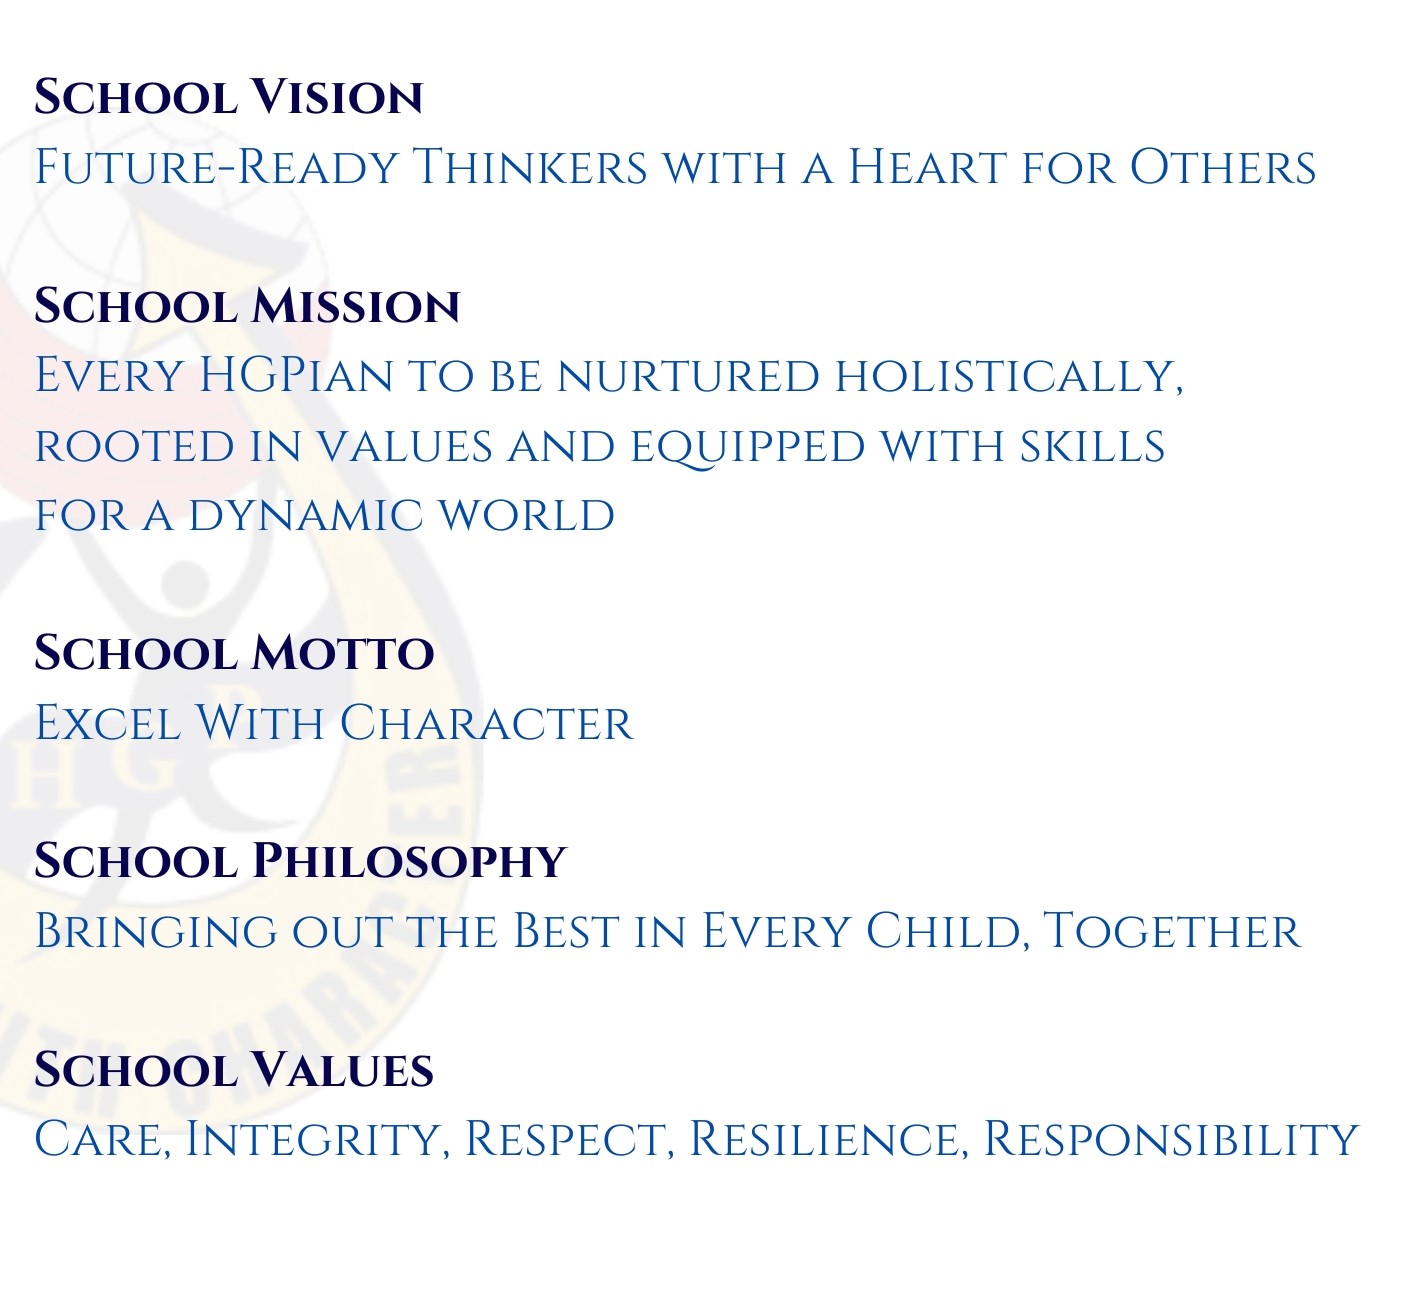 School Vision
Future-Ready Thinkers with a Heart for Others
School Mission
Every HGPian to be nurtured holistically,
rooted in values and equipped with skills
for a dynamic world
School Motto
Excel With Character
H G P
School Philosophy
Bringing out the Best in Every Child, Together
School Values
Care, Integrity, Respect, Resilience, Responsibility
ITH CHARACTER